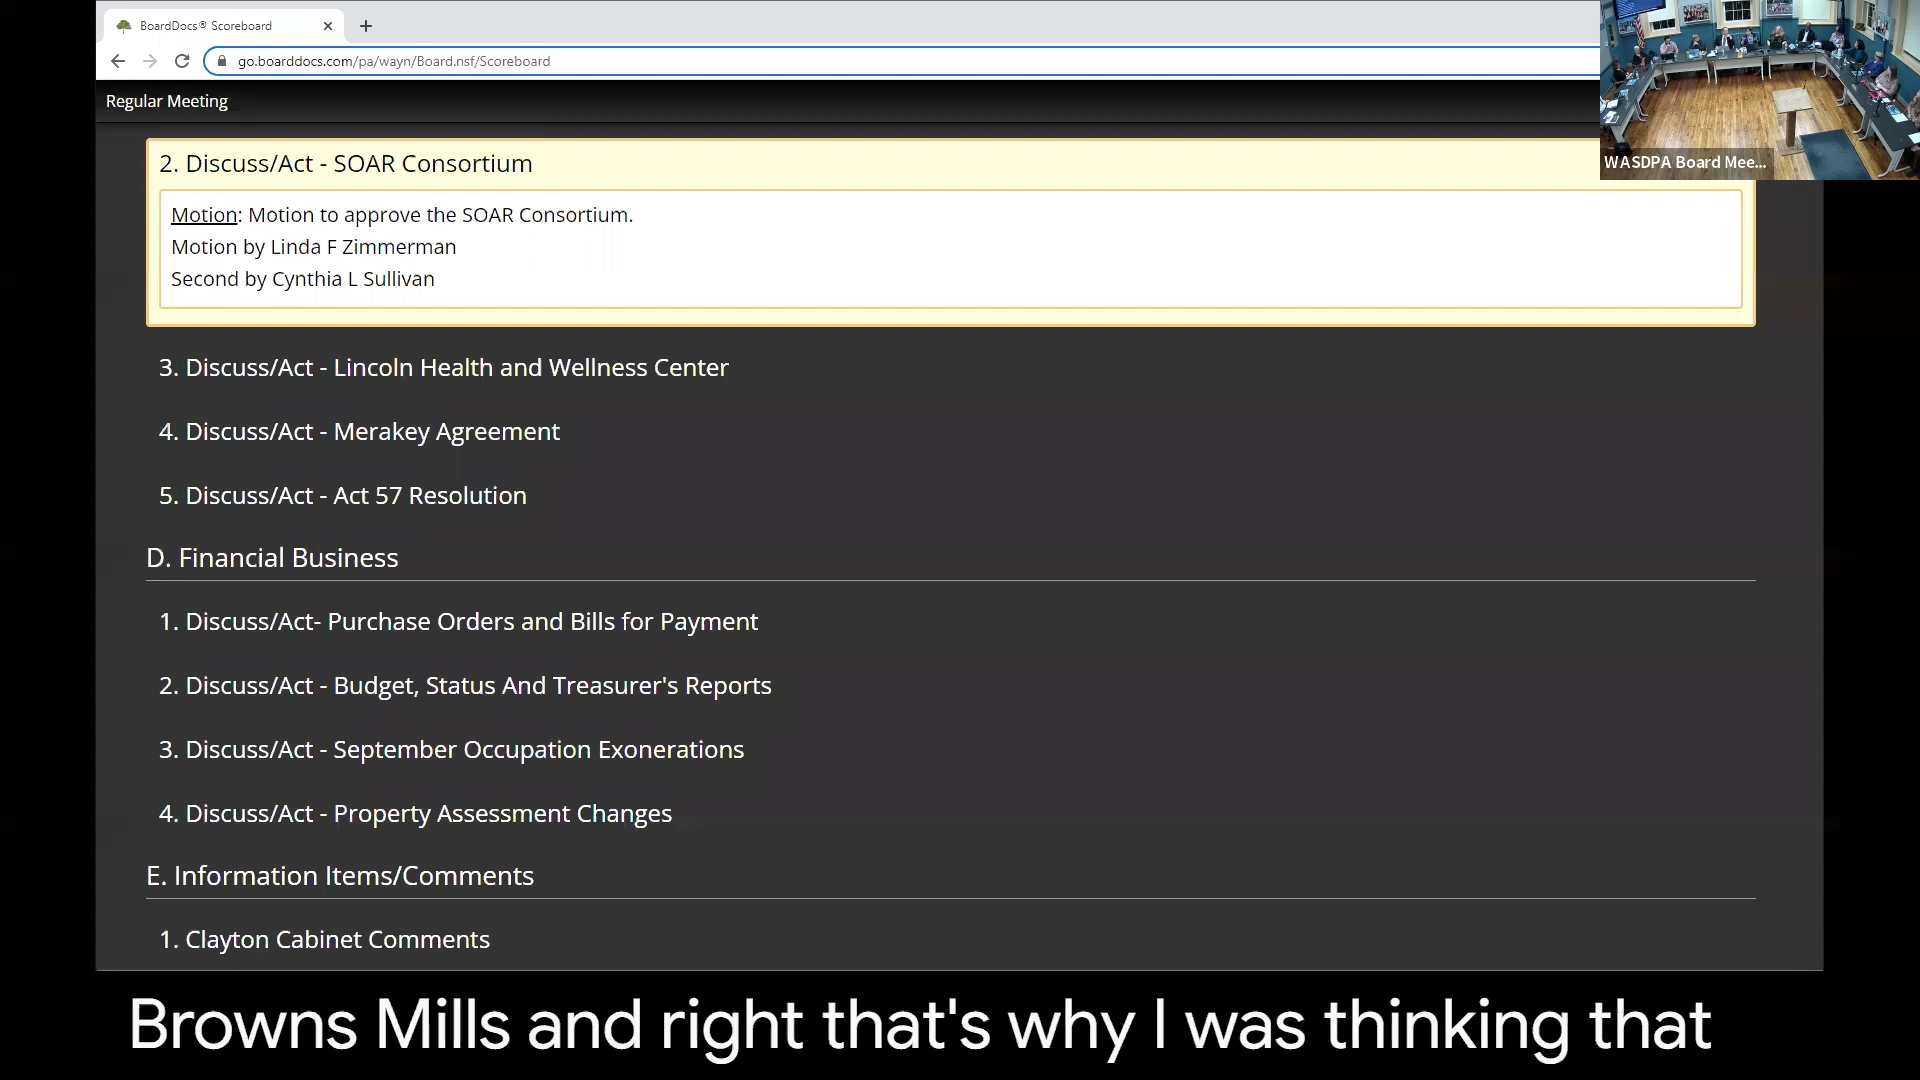 BoardDocs® Scoreboard
go.boarddocs.com/pa/wayn/Board.nsf/Scoreboard
Regular Meeting
WASDPA Board Mee...
2. Discuss/Act - SOAR Consortium
Motion: Motion to approve the SOAR Consortium.
Motion by Linda F Zimmerman
Second by Cynthia L Sullivan
3. Discuss/Act - Lincoln Health and Wellness Center
4. Discuss/Act - Merakey Agreement
5. Discuss/Act - Act 57 Resolution
D. Financial Business
1. Discuss/Act- Purchase Orders and Bills for Payment
2. Discuss/Act - Budget, Status And Treasurer's Reports
3. Discuss/Act - September Occupation Exonerations
4. Discuss/Act - Property Assessment Changes
E. Information Items/Comments
1. Clayton Cabinet Comments
Browns Mills and right that's why I was thinking that